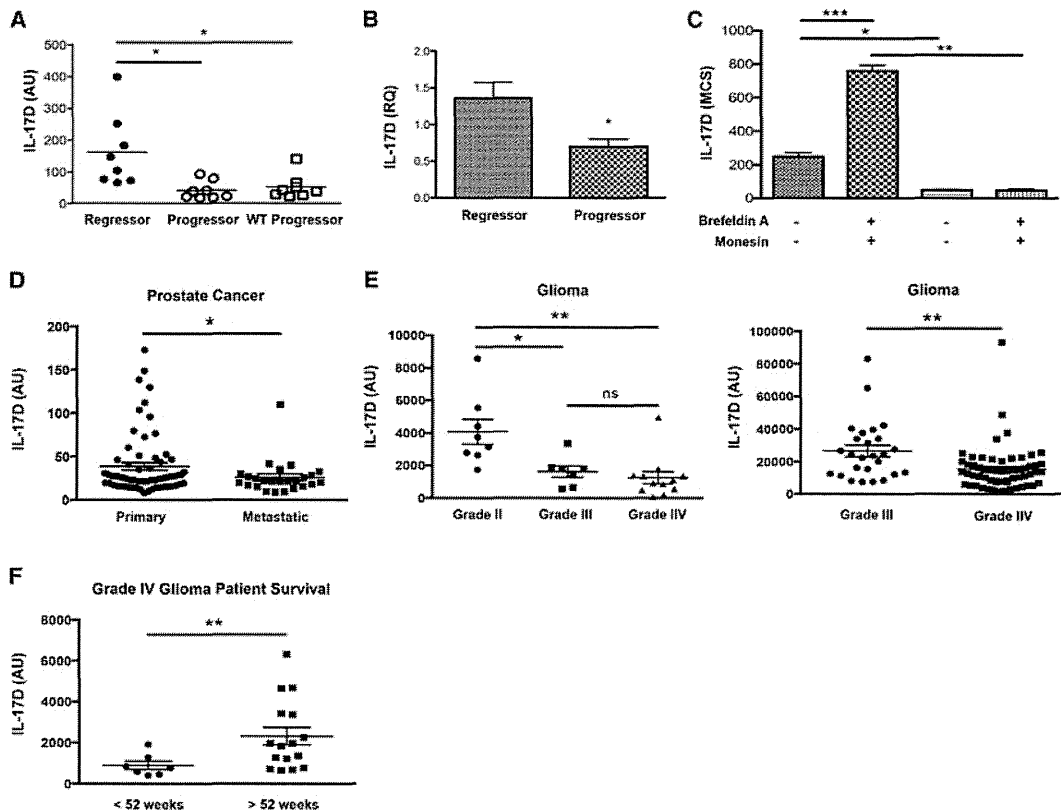 A
*
*
500
400
300
200
100
0
IL-17D (AU)
Regressor Progressor WT Progressor
B
2.0
1.5
1.0
0.5
0.0
IL-17D (RQ)
*
Regressor Progressor
C
***
*
**
1000
800
600
400
200
0
IL-17D (MCS)
Brefeldin A - + - +
Monesin - + - +
D
Prostate Cancer
*
200
150
100
50
0
IL-17D (AU)
Primary Metastatic
E
Glioma
**
*
ns
10000
8000
6000
4000
2000
0
IL-17D (AU)
Grade II Grade III Grade IIV
Glioma
**
100000
80000
60000
40000
20000
0
IL-17D (AU)
Grade III Grade IIV
F
Grade IV Glioma Patient Survival
**
8000
6000
4000
2000
0
IL-17D (AU)
< 52 weeks > 52 weeks